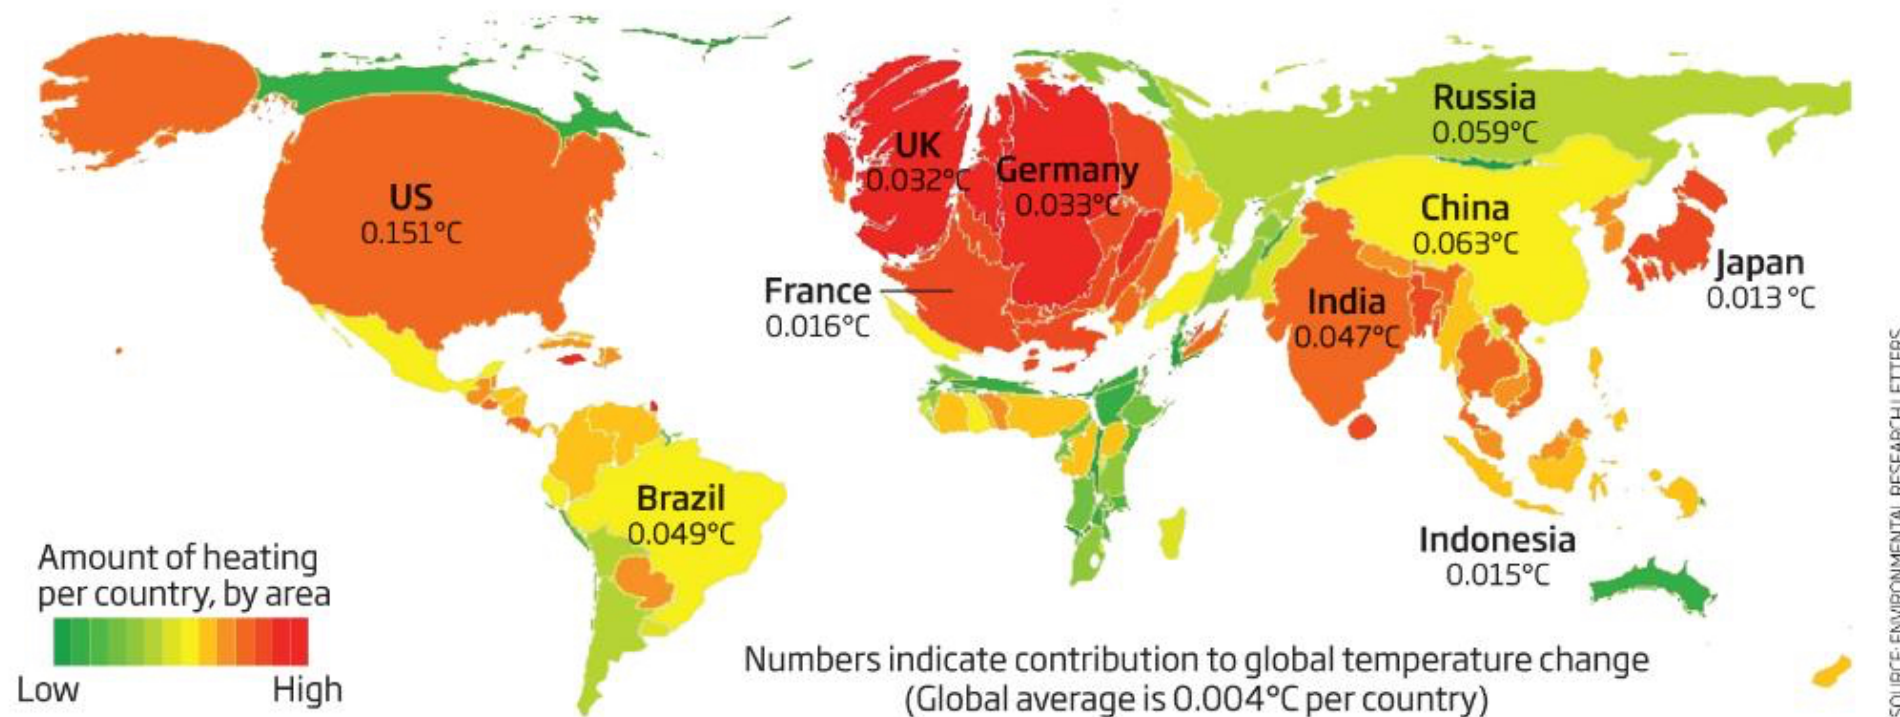 US
0.151°C
UK
0.032°C
Germany
0.033°C
France
0.016°C
Russia
0.059°C
China
0.063°C
Japan
0.013 °C
India
0.047°C
Brazil
0.049°C
Indonesia
0.015°C
Amount of heating
per country, by area
Low
High
Numbers indicate contribution to global temperature change
(Global average is 0.004°C per country)
SOURCE: ENVIRONMENTAL RESEARCH LETTERS